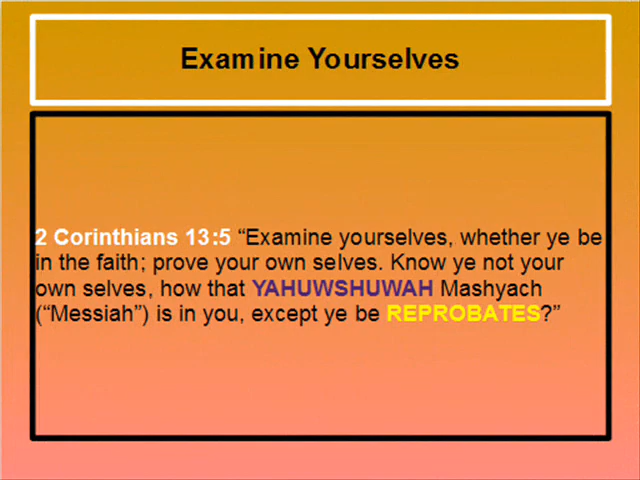 Examine Yourselves
2 Corinthians 13:5 “Examine yourselves, whether ye be
in the faith; prove your own selves. Know ye not your
own selves, how that YAHUWSHUWAH Mashyach
(“Messiah”) is in you, except ye be REPROBATES?”